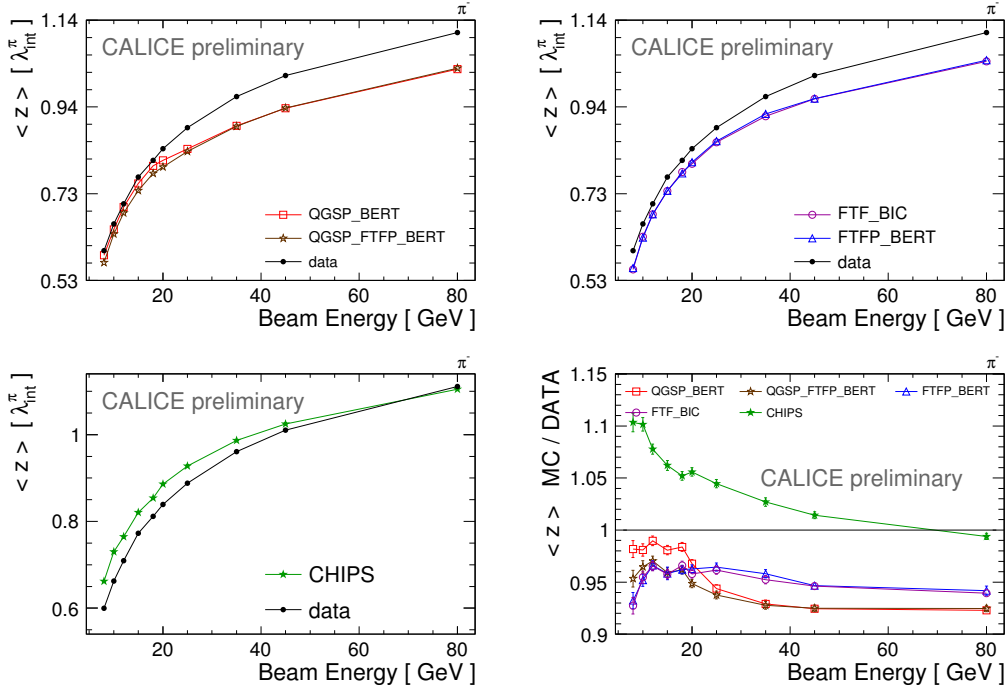 π⁻
1.14
CALICE preliminary
< z > [ λ_int^π ]
0.94
0.73
QGSP_BERT
QGSP_FTFP_BERT
data
0.53
20 40 60 80
Beam Energy [ GeV ]
π⁻
1.14
CALICE preliminary
< z > [ λ_int^π ]
0.94
0.73
FTF_BIC
FTFP_BERT
data
0.53
20 40 60 80
Beam Energy [ GeV ]
π⁻
CALICE preliminary
< z > [ λ_int^π ]
1
0.8
CHIPS
data
0.6
20 40 60 80
Beam Energy [ GeV ]
π⁻
1.15
QGSP_BERT QGSP_FTFP_BERT FTFP_BERT
FTF_BIC CHIPS
< z > MC / DATA
1.1
1.05
CALICE preliminary
1
0.95
0.9
20 40 60 80
Beam Energy [ GeV ]